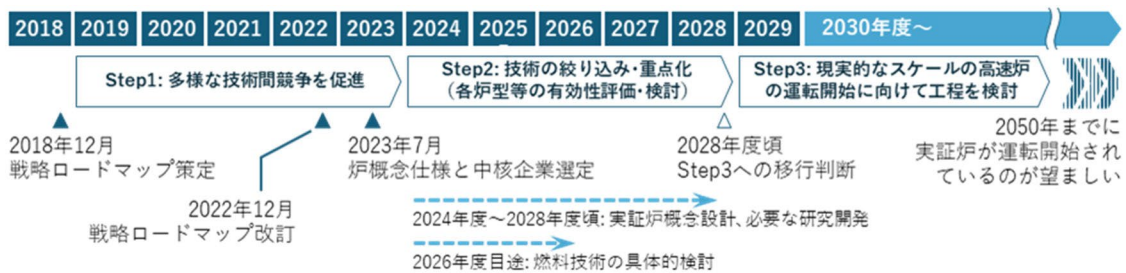 2018 2019 2020 2021 2022 2023 2024 2025 2026 2027 2028 2029 2030年度～
Step1: 多様な技術間競争を促進
Step2: 技術の絞り込み・重点化
（各炉型等の有効性評価・検討）
Step3: 現実的なスケールの高速炉
の運転開始に向けて工程を検討
2018年12月
戦略ロードマップ策定
2022年12月
戦略ロードマップ改訂
2023年7月
炉概念仕様と中核企業選定
2028年度頃
Step3への移行判断
2050年までに
実証炉が運転開始され
ているのが望ましい
2024年度～2028年度頃: 実証炉概念設計、必要な研究開発
2026年度目途: 燃料技術の具体的検討